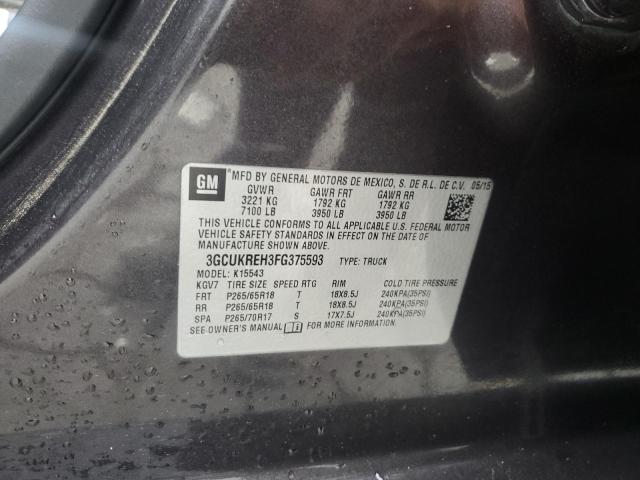 GM
MFD BY GENERAL MOTORS DE MEXICO, S. DE R.L. DE C.V. 05/15
GVWR GAWR FRT GAWR RR
3221 KG 1792 KG 1792 KG
7100 LB 3950 LB 3950 LB
THIS VEHICLE CONFORMS TO ALL APPLICABLE U.S. FEDERAL MOTOR
VEHICLE SAFETY STANDARDS IN EFFECT ON THE DATE OF
MANUFACTURE SHOWN ABOVE.
3GCUKREH3FG375593 TYPE: TRUCK
MODEL: K15543
KGV7 TIRE SIZE SPEED RTG RIM COLD TIRE PRESSURE
FRT P265/65R18 T 18X8.5J 240KPA(35PSI)
RR P265/65R18 T 18X8.5J 240KPA(35PSI)
SPA P265/70R17 S 17X7.5J 240KPA(35PSI)
SEE OWNER'S MANUAL FOR MORE INFORMATION.